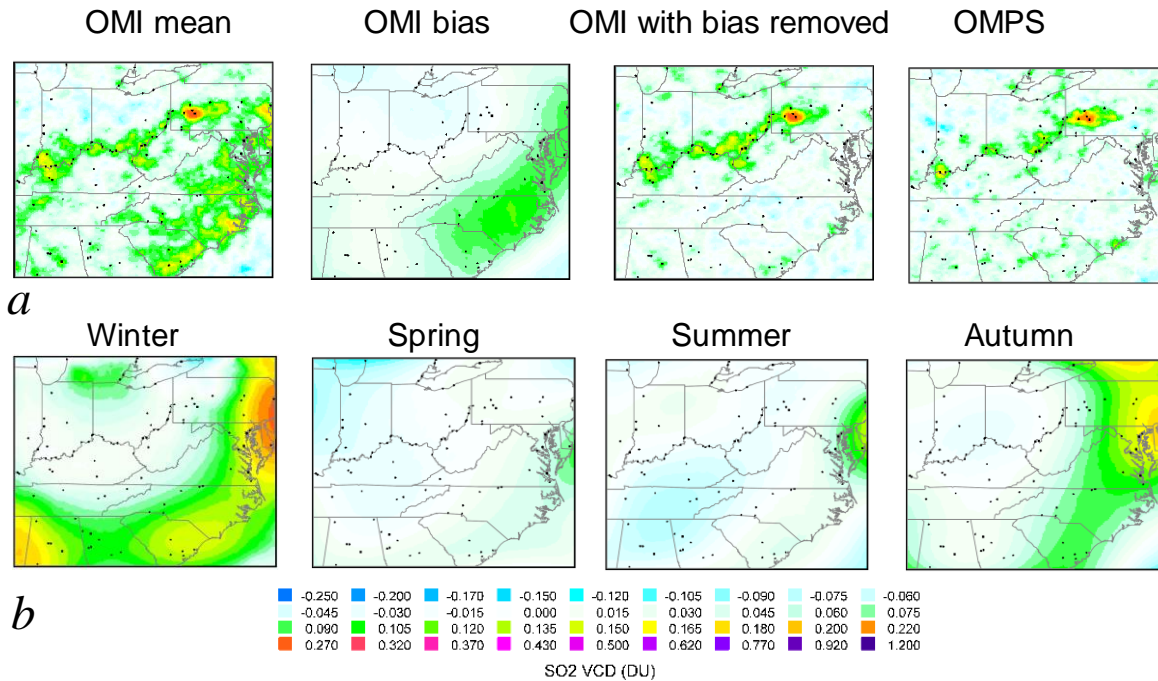 OMI mean OMI bias OMI with bias removed OMPS
a
Winter Spring Summer Autumn
b
-0.250 -0.200 -0.170 -0.150 -0.120 -0.105 -0.090 -0.075 -0.060
-0.045 -0.030 -0.015 0.000 0.015 0.030 0.045 0.060 0.075
0.090 0.105 0.120 0.135 0.150 0.165 0.180 0.200 0.220
0.270 0.320 0.370 0.430 0.500 0.620 0.770 0.920 1.200
SO2 VCD (DU)